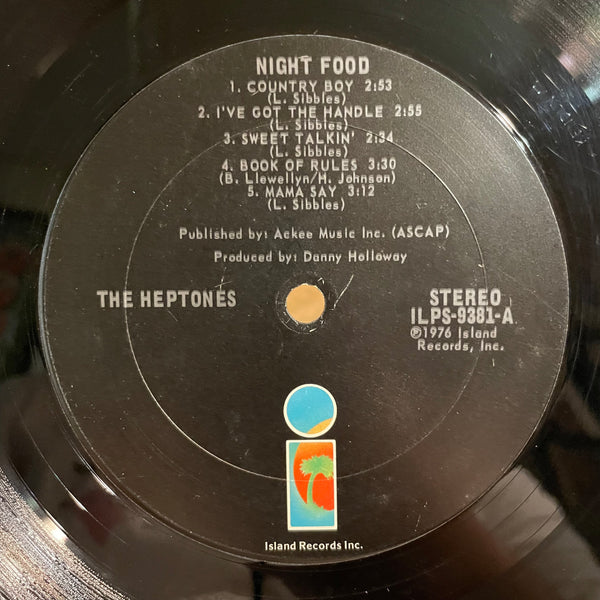 NIGHT FOOD
1. COUNTRY BOY 2:53
(L. Sibbles)
2. I'VE GOT THE HANDLE 2:55
(L. Sibbles)
3. SWEET TALKIN' 2:34
(L. Sibbles)
4. BOOK OF RULES 3:30
(B. Llewellyn/H. Johnson)
5. MAMA SAY 3:12
(L. Sibbles)
Published by: Ackee Music Inc. (ASCAP)
Produced by: Danny Holloway
THE HEPTONES
STEREO
ILPS-9381-A
℗1976 Island
Records, Inc.
i
Island Records Inc.